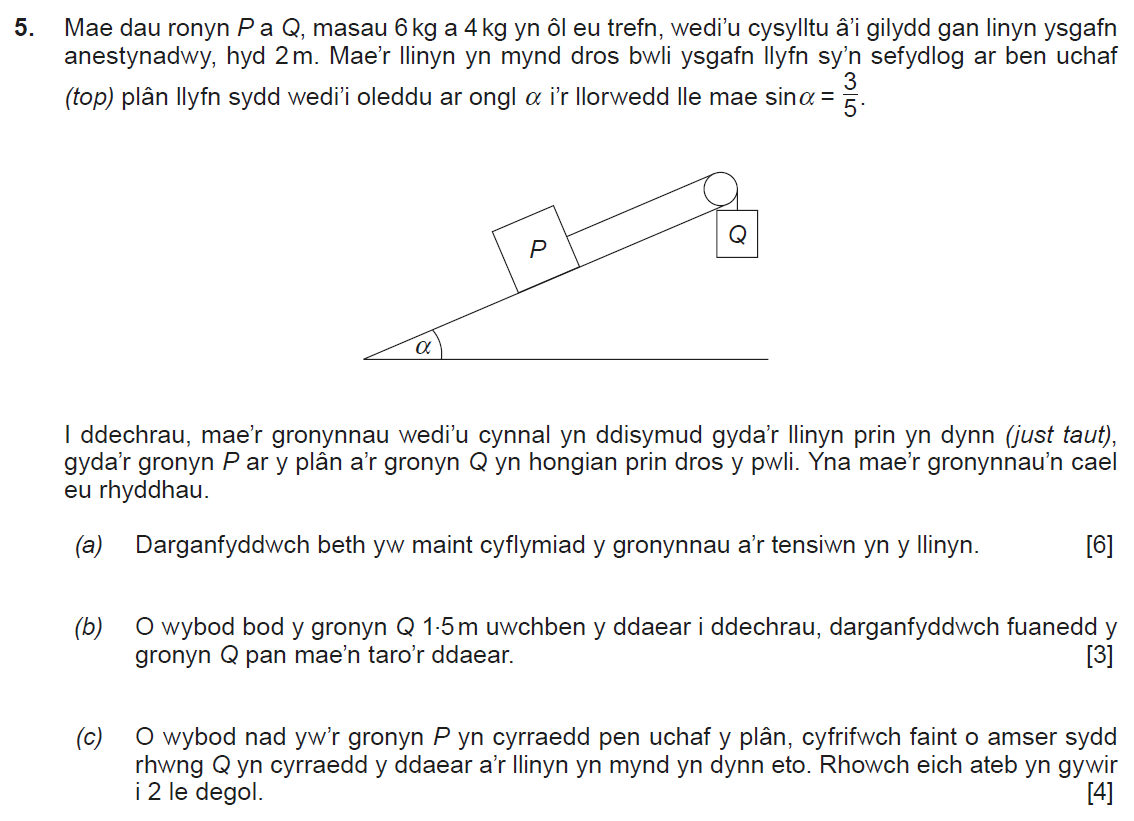 5. Mae dau ronyn P a Q, masau 6 kg a 4 kg yn ôl eu trefn, wedi'u cysylltu â'i gilydd gan linyn ysgafn
anestynadwy, hyd 2 m. Mae'r llinyn yn mynd dros bwli ysgafn llyfn sy'n sefydlog ar ben uchaf
(top) plân llyfn sydd wedi'i oleddu ar ongl α i'r llorwedd lle mae sin α = 3/5.
P
Q
α
I ddechrau, mae'r gronynnau wedi'u cynnal yn ddisymud gyda'r llinyn prin yn dynn (just taut),
gyda'r gronyn P ar y plân a'r gronyn Q yn hongian prin dros y pwli. Yna mae'r gronynnau'n cael
eu rhyddhau.
(a) Darganfyddwch beth yw maint cyflymiad y gronynnau a'r tensiwn yn y llinyn. [6]
(b) O wybod bod y gronyn Q 1·5 m uwchben y ddaear i ddechrau, darganfyddwch fuanedd y
gronyn Q pan mae'n taro'r ddaear. [3]
(c) O wybod nad yw'r gronyn P yn cyrraedd pen uchaf y plân, cyfrifwch faint o amser sydd
rhwng Q yn cyrraedd y ddaear a'r llinyn yn mynd yn dynn eto. Rhowch eich ateb yn gywir
i 2 le degol. [4]